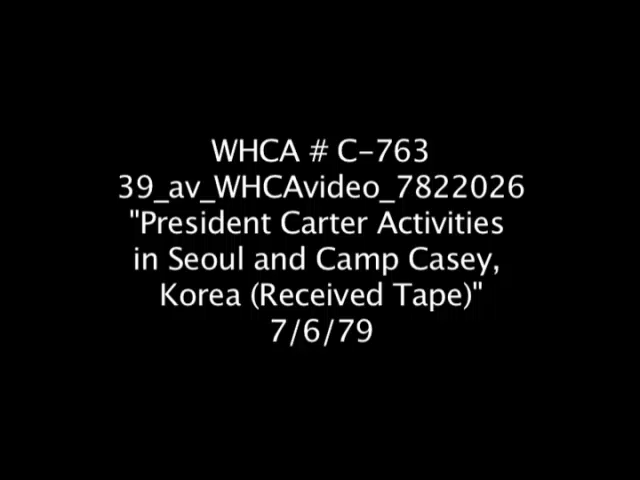 WHCA # C-763
39_av_WHCAvideo_7822026
"President Carter Activities
in Seoul and Camp Casey,
Korea (Received Tape)"
7/6/79